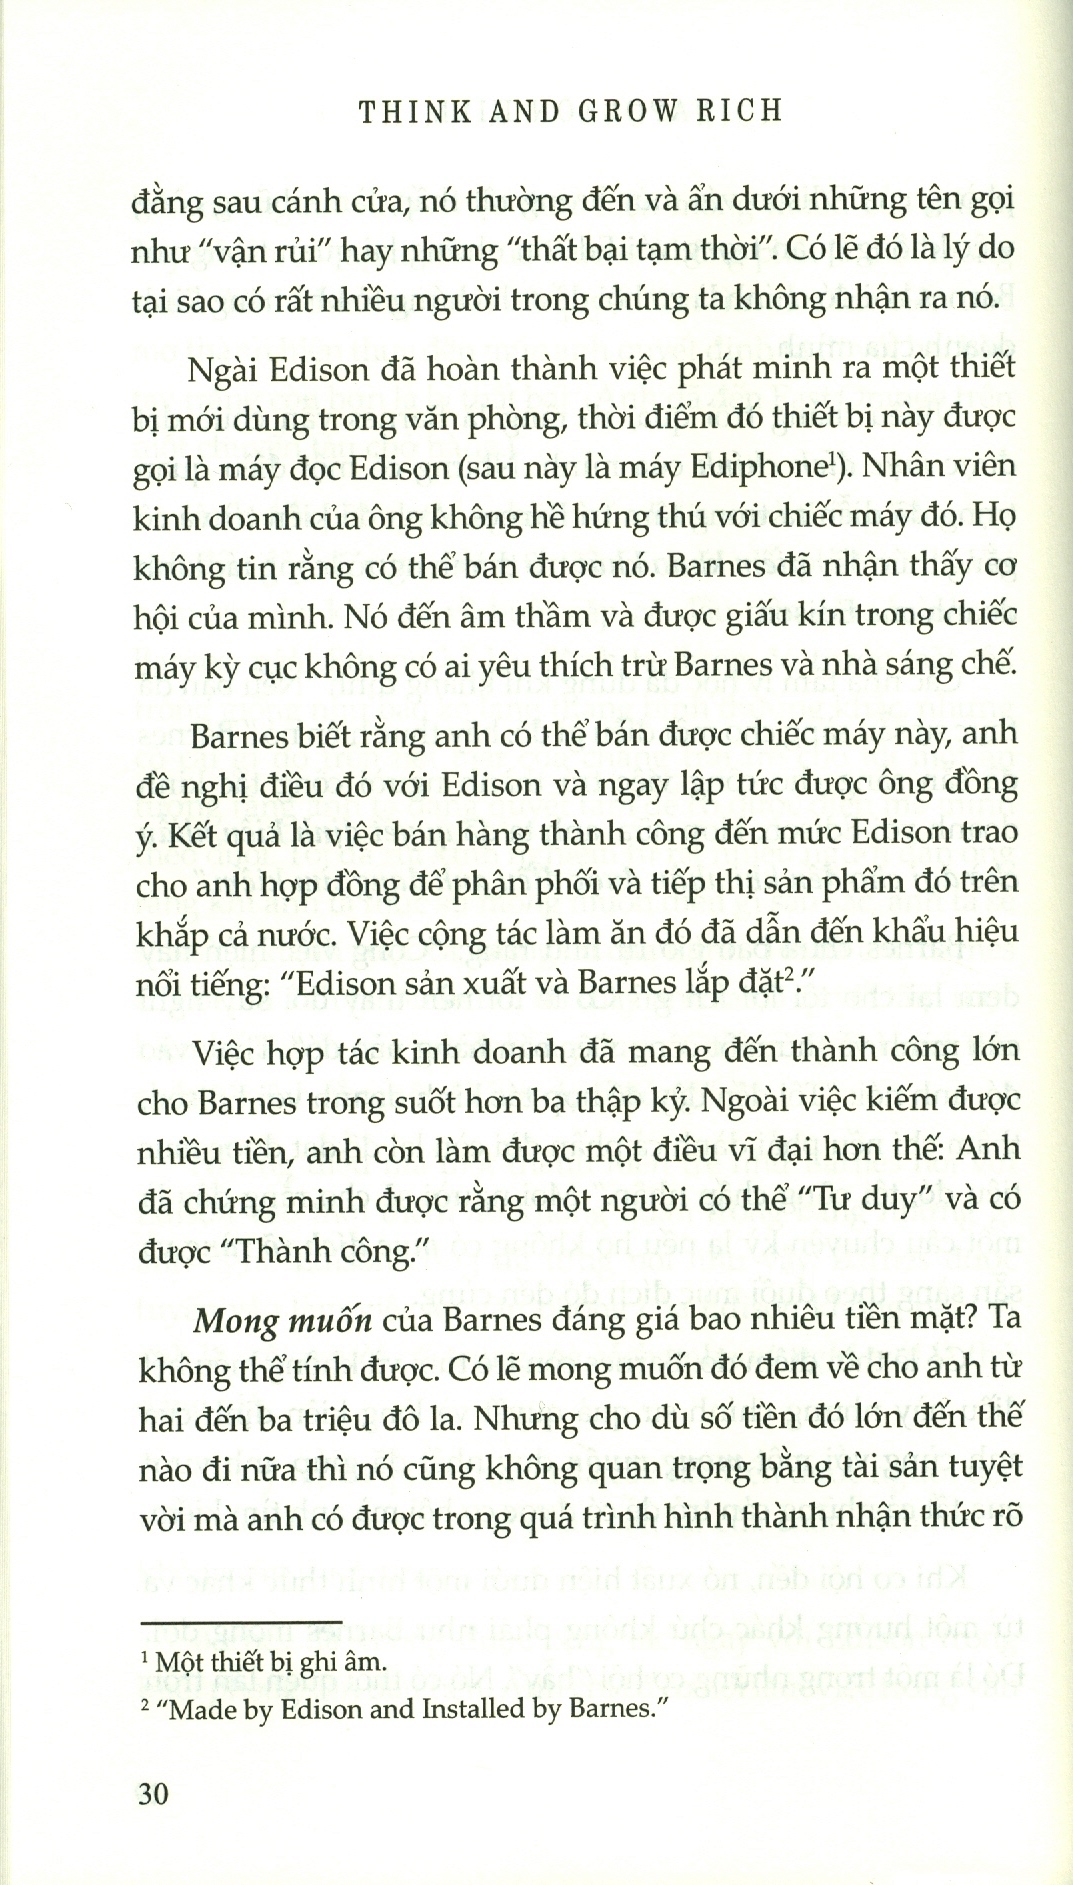 THINK AND GROW RICH
đằng sau cánh cửa, nó thường đến và ẩn dưới những tên gọi
như “vận rủi” hay những “thất bại tạm thời”. Có lẽ đó là lý do
tại sao có rất nhiều người trong chúng ta không nhận ra nó.
Ngài Edison đã hoàn thành việc phát minh ra một thiết
bị mới dùng trong văn phòng, thời điểm đó thiết bị này được
gọi là máy đọc Edison (sau này là máy Ediphone¹). Nhân viên
kinh doanh của ông không hề hứng thú với chiếc máy đó. Họ
không tin rằng có thể bán được nó. Barnes đã nhận thấy cơ
hội của mình. Nó đến âm thầm và được giấu kín trong chiếc
máy kỳ cục không có ai yêu thích trừ Barnes và nhà sáng chế.
Barnes biết rằng anh có thể bán được chiếc máy này, anh
đề nghị điều đó với Edison và ngay lập tức được ông đồng
ý. Kết quả là việc bán hàng thành công đến mức Edison trao
cho anh hợp đồng để phân phối và tiếp thị sản phẩm đó trên
khắp cả nước. Việc cộng tác làm ăn đó đã dẫn đến khẩu hiệu
nổi tiếng: “Edison sản xuất và Barnes lắp đặt².”
Việc hợp tác kinh doanh đã mang đến thành công lớn
cho Barnes trong suốt hơn ba thập kỷ. Ngoài việc kiếm được
nhiều tiền, anh còn làm được một điều vĩ đại hơn thế: Anh
đã chứng minh được rằng một người có thể “Tư duy” và có
được “Thành công.”
Mong muốn của Barnes đáng giá bao nhiêu tiền mặt? Ta
không thể tính được. Có lẽ mong muốn đó đem về cho anh từ
hai đến ba triệu đô la. Nhưng cho dù số tiền đó lớn đến thế
nào đi nữa thì nó cũng không quan trọng bằng tài sản tuyệt
vời mà anh có được trong quá trình hình thành nhận thức rõ
¹ Một thiết bị ghi âm.
² “Made by Edison and Installed by Barnes.”
30